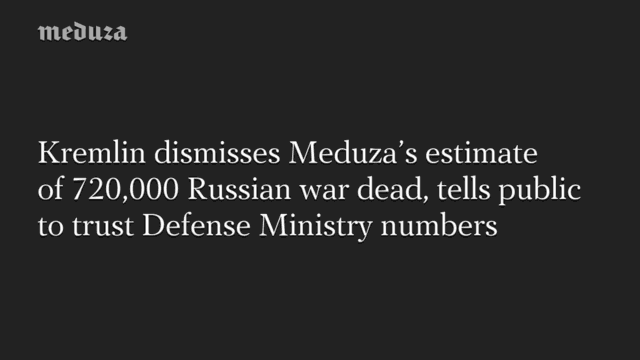 meduza
Kremlin dismisses Meduza’s estimate
of 720,000 Russian war dead, tells public
to trust Defense Ministry numbers